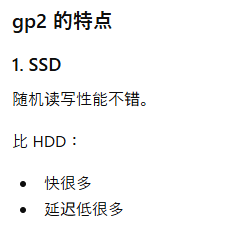 gp2 的特点
1. SSD
随机读写性能不错。
比 HDD：
• 快很多
• 延迟低很多